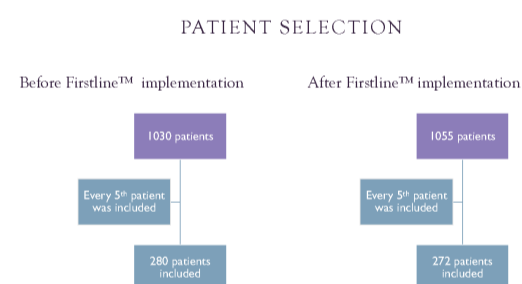 PATIENT SELECTION
Before Firstline™ implementation
After Firstline™ implementation
1030 patients
1055 patients
Every 5th patient
was included
Every 5th patient
was included
280 patients
included
272 patients
included